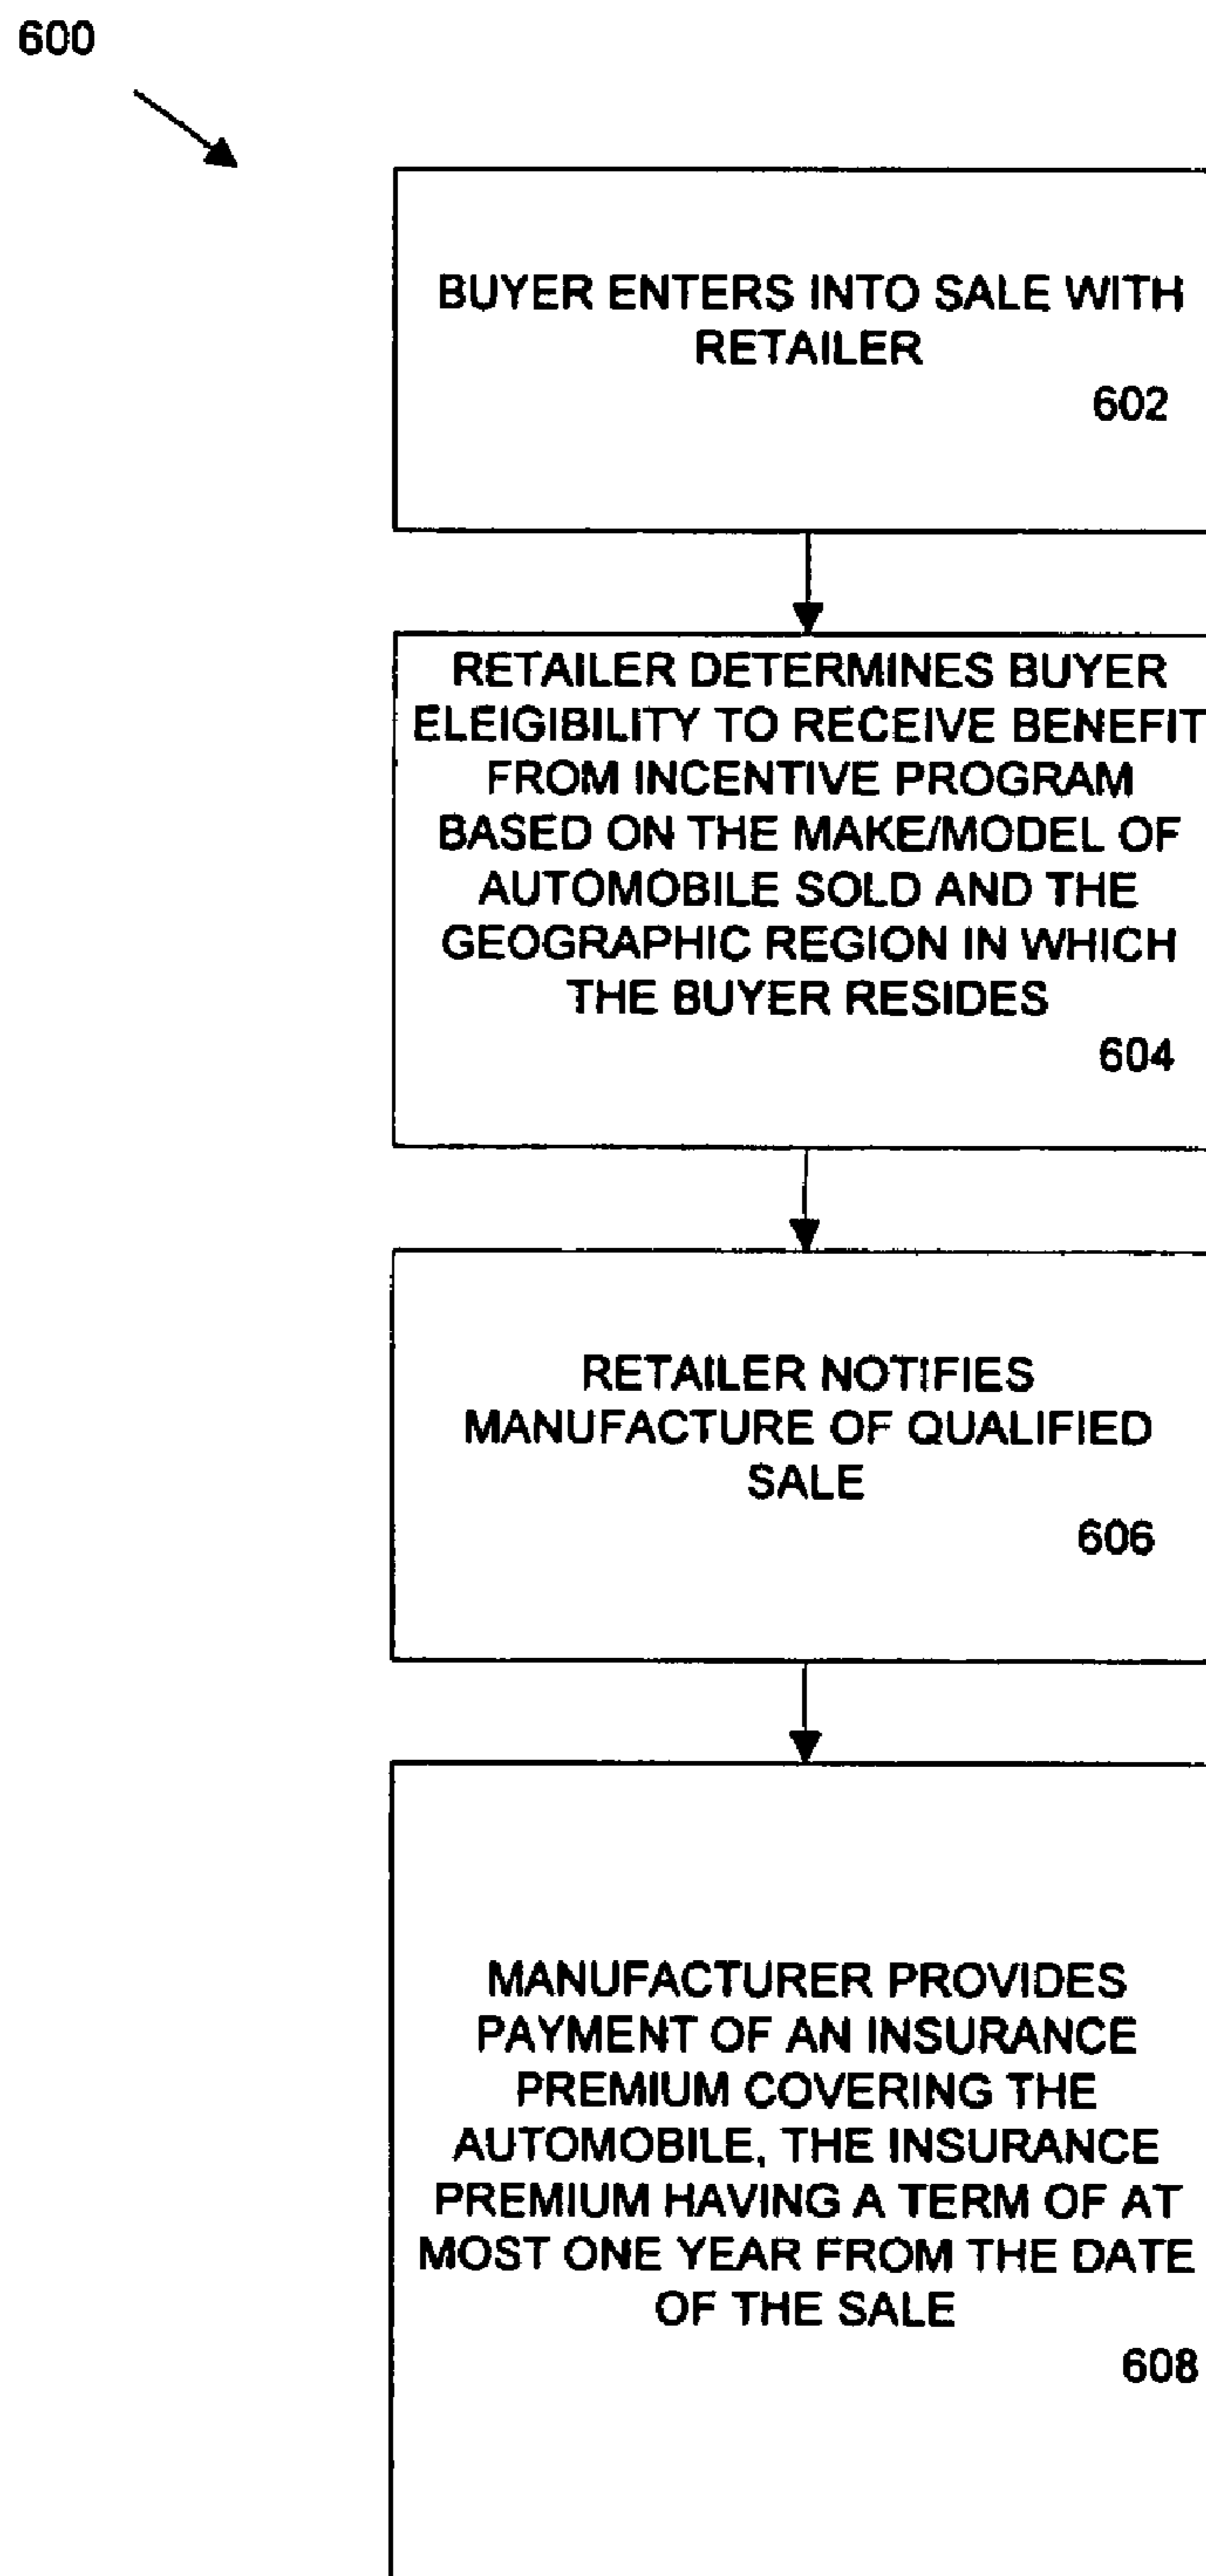 600
BUYER ENTERS INTO SALE WITH
RETAILER
602
RETAILER DETERMINES BUYER
ELEIGIBILITY TO RECEIVE BENEFIT
FROM INCENTIVE PROGRAM
BASED ON THE MAKE/MODEL OF
AUTOMOBILE SOLD AND THE
GEOGRAPHIC REGION IN WHICH
THE BUYER RESIDES
604
RETAILER NOTIFIES
MANUFACTURE OF QUALIFIED
SALE
606
MANUFACTURER PROVIDES
PAYMENT OF AN INSURANCE
PREMIUM COVERING THE
AUTOMOBILE, THE INSURANCE
PREMIUM HAVING A TERM OF AT
MOST ONE YEAR FROM THE DATE
OF THE SALE
608